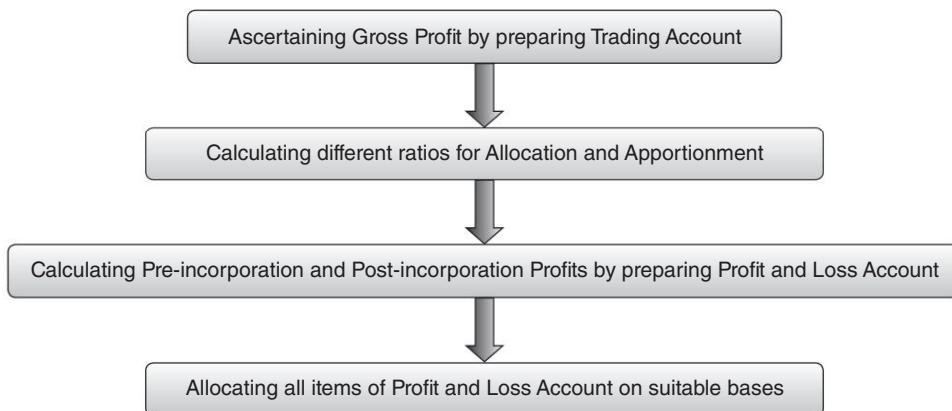 Ascertaining Gross Profit by preparing Trading Account
Calculating different ratios for Allocation and Apportionment
Calculating Pre-incorporation and Post-incorporation Profits by preparing Profit and Loss Account
Allocating all items of Profit and Loss Account on suitable bases